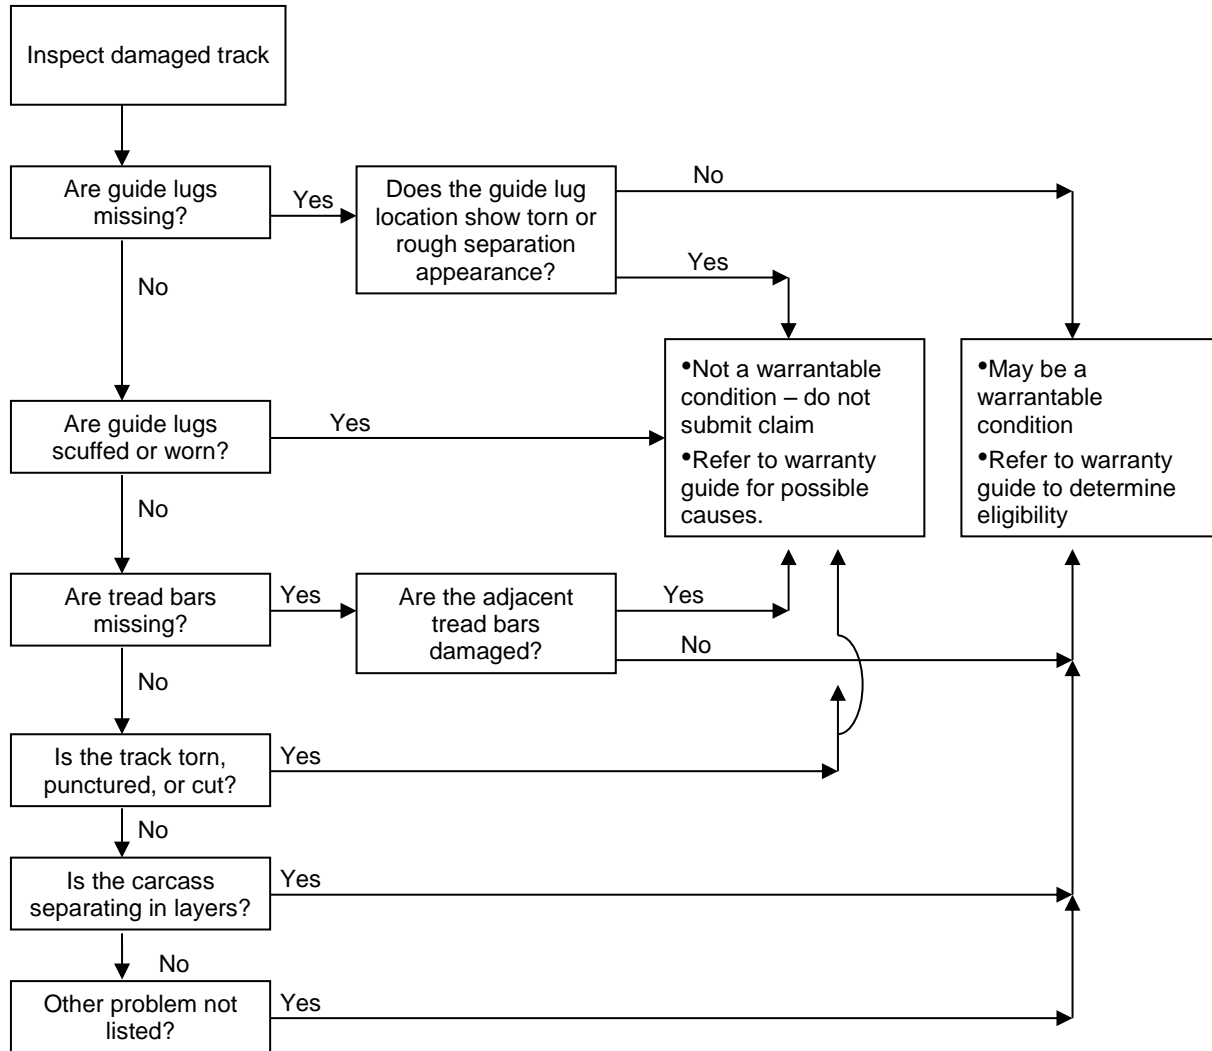 Inspect damaged track
Are guide lugs
missing?
Yes
Does the guide lug
location show torn or
rough separation
appearance?
No
Yes
No
•Not a warrantable
condition – do not
submit claim
•Refer to warranty
guide for possible
causes.
•May be a
warrantable
condition
•Refer to warranty
guide to determine
eligibility
Are guide lugs
scuffed or worn?
Yes
No
Are tread bars
missing?
Yes
Are the adjacent
tread bars
damaged?
Yes
No
No
Is the track torn,
punctured, or cut?
Yes
No
Is the carcass
separating in layers?
Yes
No
Other problem not
listed?
Yes